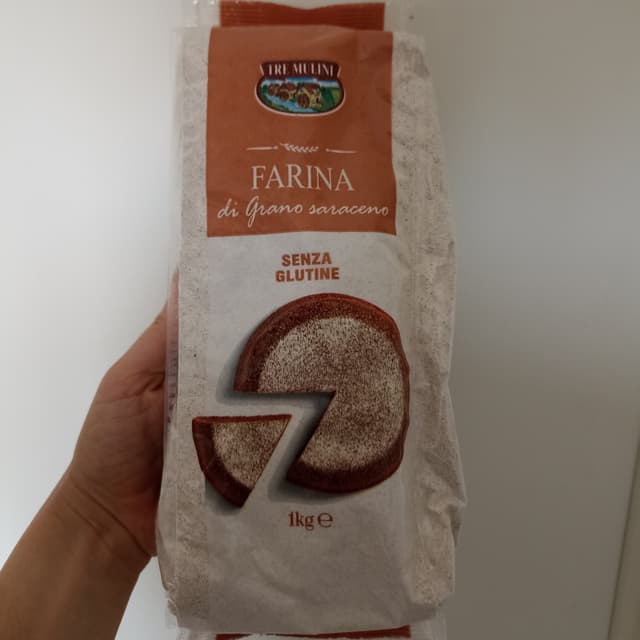 TRE MULINI
FARINA
di Grano saraceno
SENZA
GLUTINE
1kg e